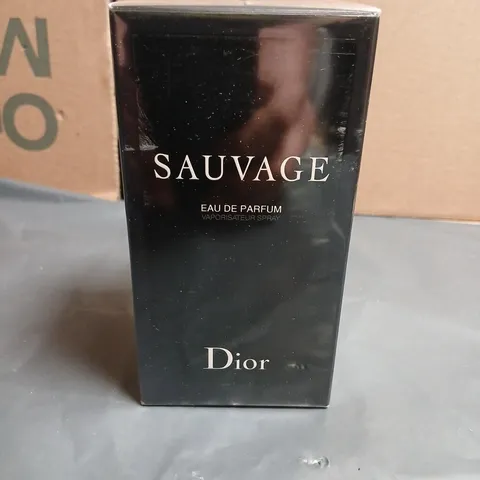 SAUVAGE
EAU DE PARFUM
VAPORISATEUR SPRAY
Dior